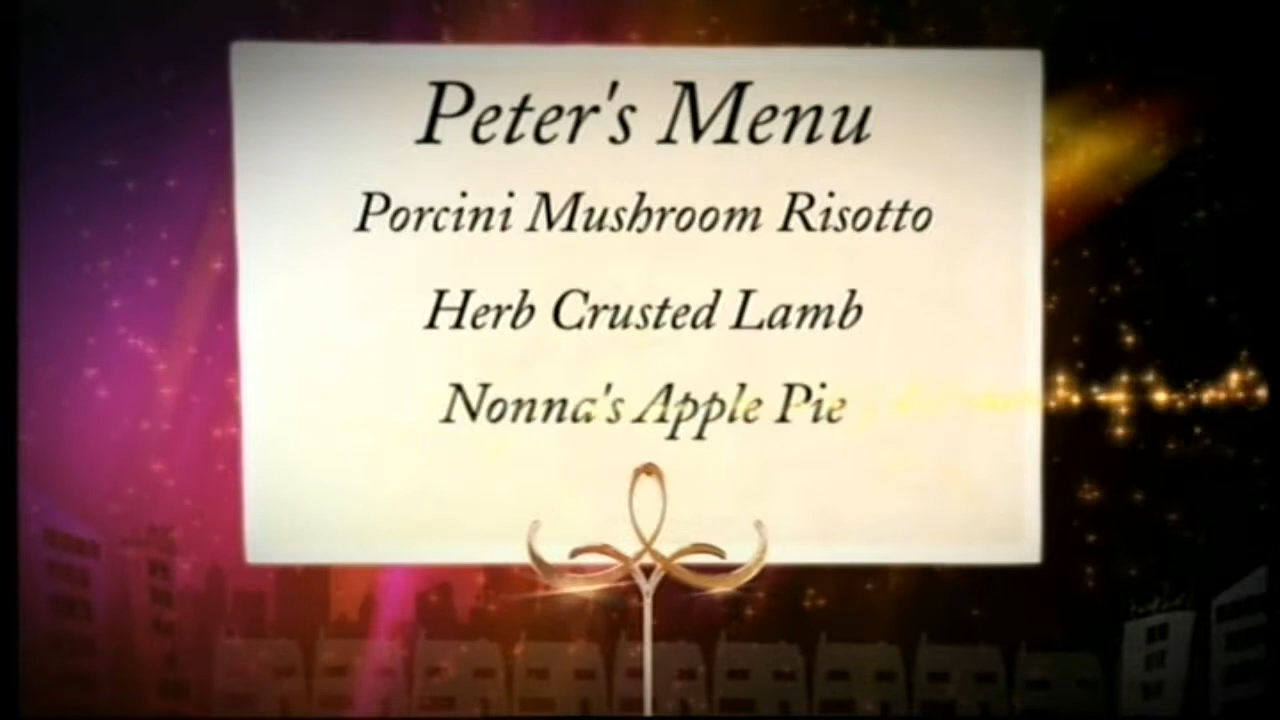 Peter's Menu
Porcini Mushroom Risotto
Herb Crusted Lamb
Nonna's Apple Pie